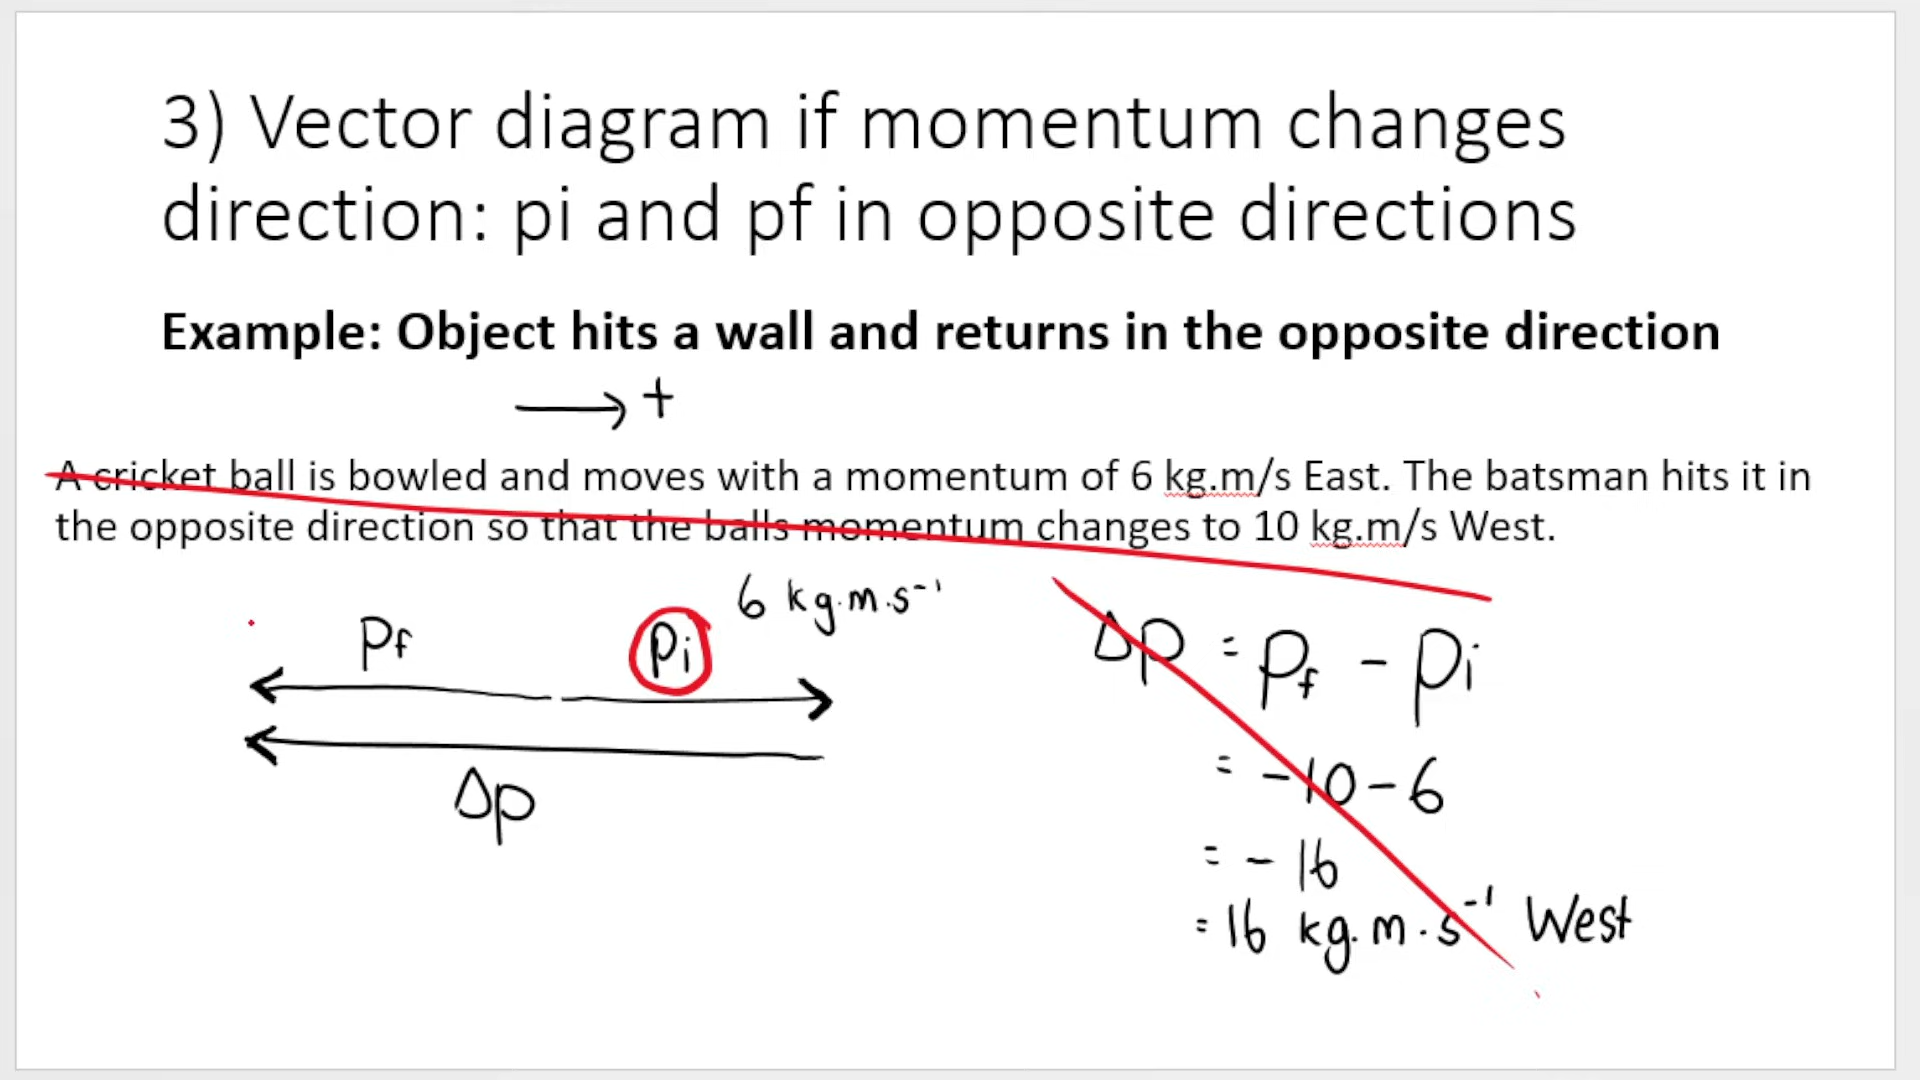 3) Vector diagram if momentum changes
direction: pi and pf in opposite directions
Example: Object hits a wall and returns in the opposite direction
+
A cricket ball is bowled and moves with a momentum of 6 kg.m/s East. The batsman hits it in
the opposite direction so that the balls momentum changes to 10 kg.m/s West.
6 kg.m.s⁻¹
Pf Pi
Δp
Δp = Pf - Pi
= -10-6
= - 16
= 16 kg.m.s⁻¹ West